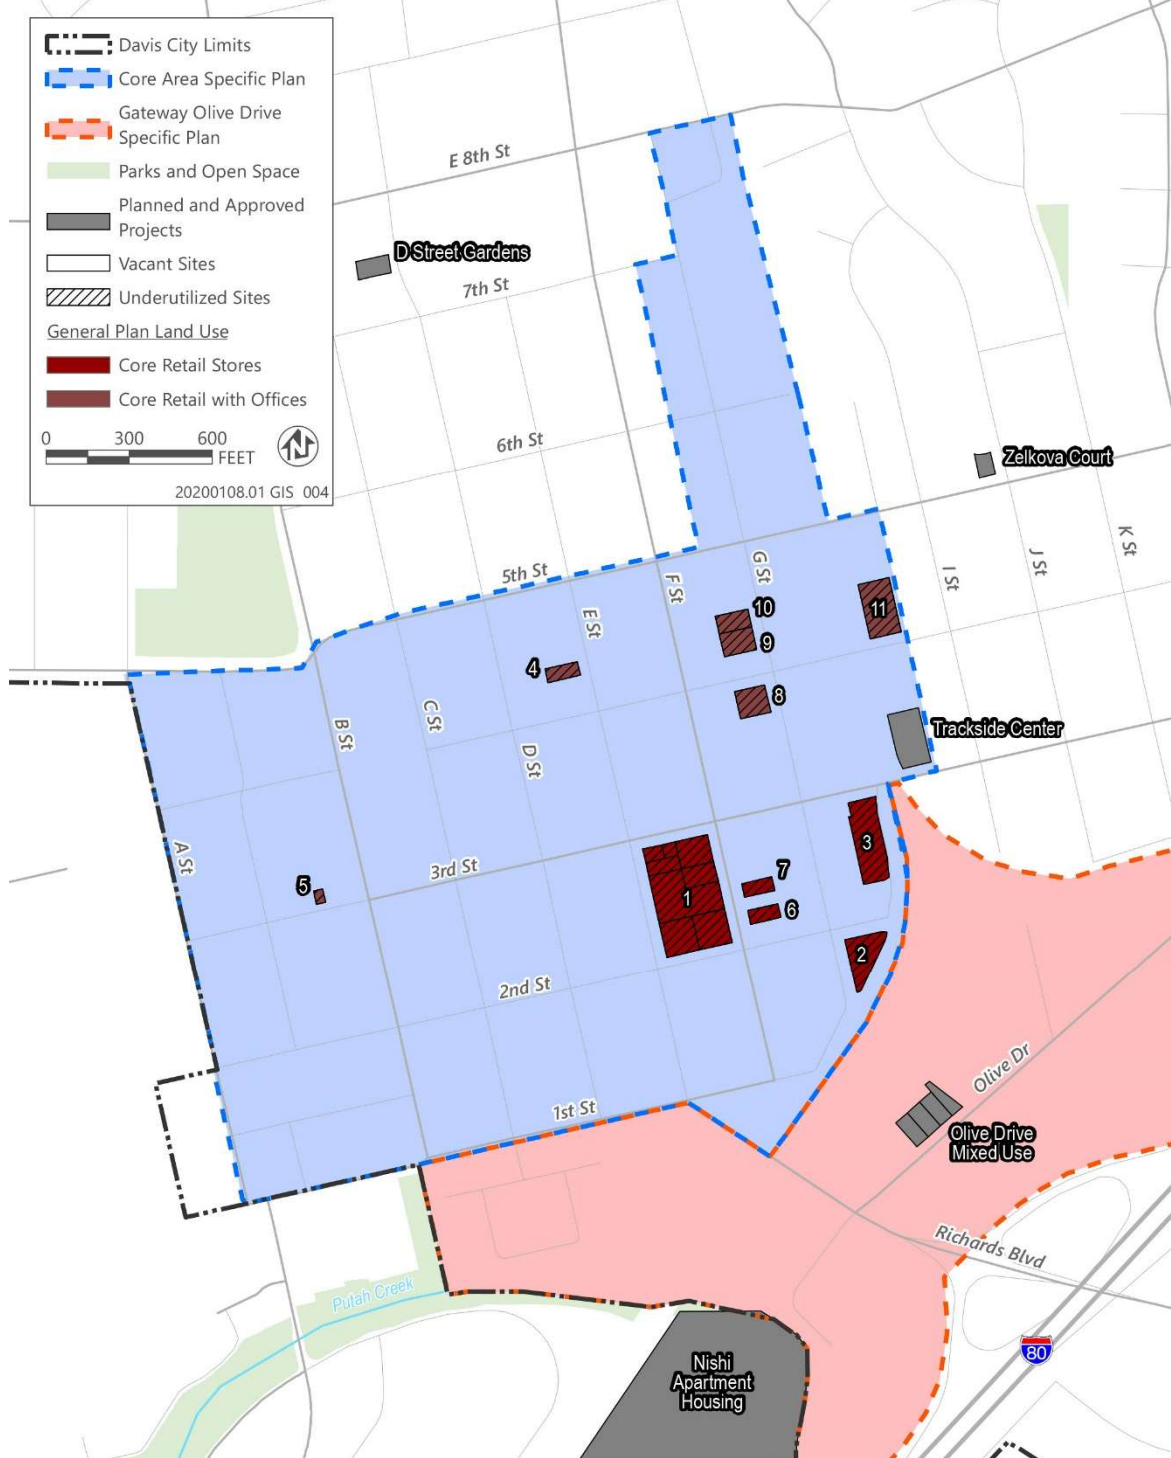 Davis City Limits
Core Area Specific Plan
Gateway Olive Drive
Specific Plan
Parks and Open Space
Planned and Approved
Projects
Vacant Sites
Underutilized Sites
General Plan Land Use
Core Retail Stores
Core Retail with Offices
0 300 600
FEET
N
20200108.01 GIS 004
E 8th St
D Street Gardens
7th St
6th St
Zelkova Court
K St
J St
I St
5th St
G St
F St
E St
10
11
9
4
8
C St
B St
D St
Trackside Center
A St
3rd St
3
7
5
1
6
2
2nd St
Olive Dr
1st St
Olive Drive
Mixed Use
Richards Blvd
Putah Creek
80
Nishi
Apartment
Housing